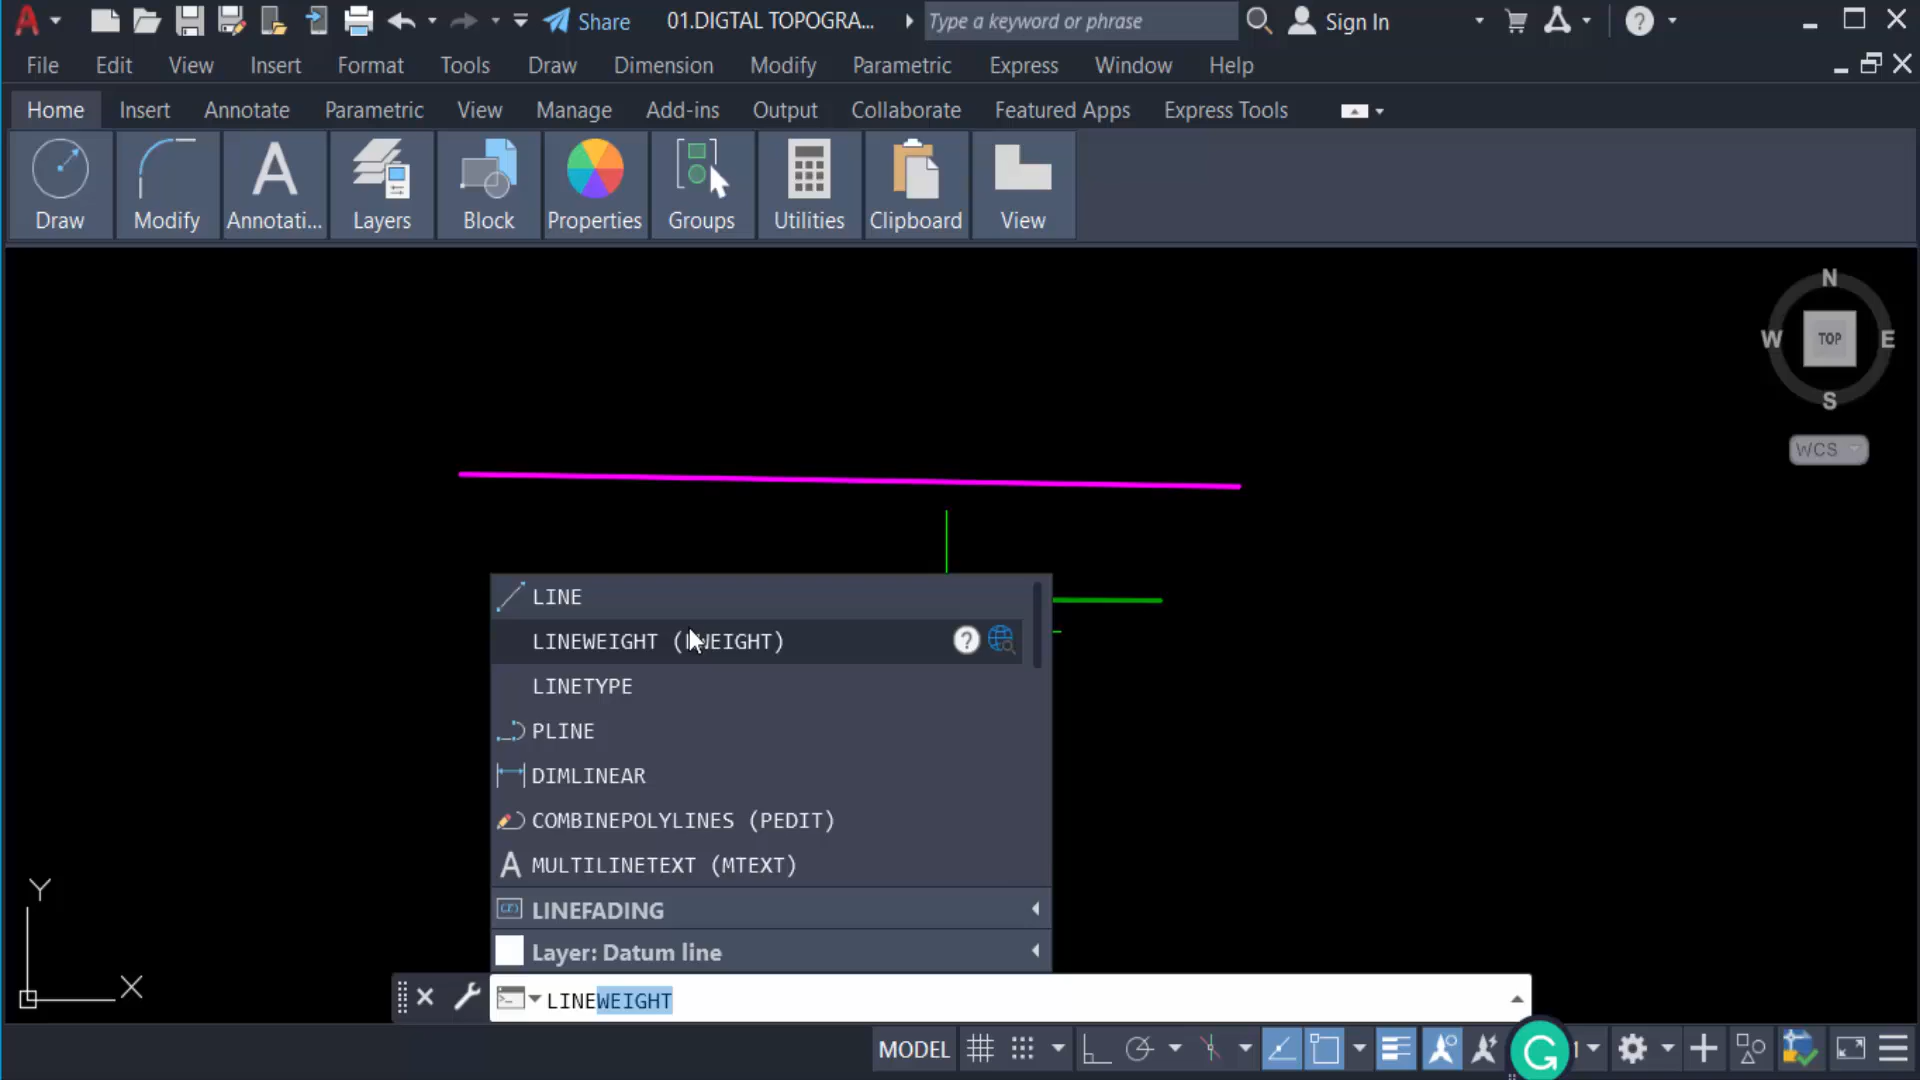 Share 01.DIGTAL TOPOGRA... Type a keyword or phrase Sign In
File Edit View Insert Format Tools Draw Dimension Modify Parametric Express Window Help
Home Insert Annotate Parametric View Manage Add-ins Output Collaborate Featured Apps Express Tools
Draw Modify Annotati... Layers Block Properties Groups Utilities Clipboard View
N
W TOP E
S
WCS
LINE
LINEWEIGHT (LWEIGHT)
LINETYPE
PLINE
DIMLINEAR
COMBINEPOLYLINES (PEDIT)
MULTILINETEXT (MTEXT)
LINEFADING
Layer: Datum line
Y
X
LINEWEIGHT
MODEL